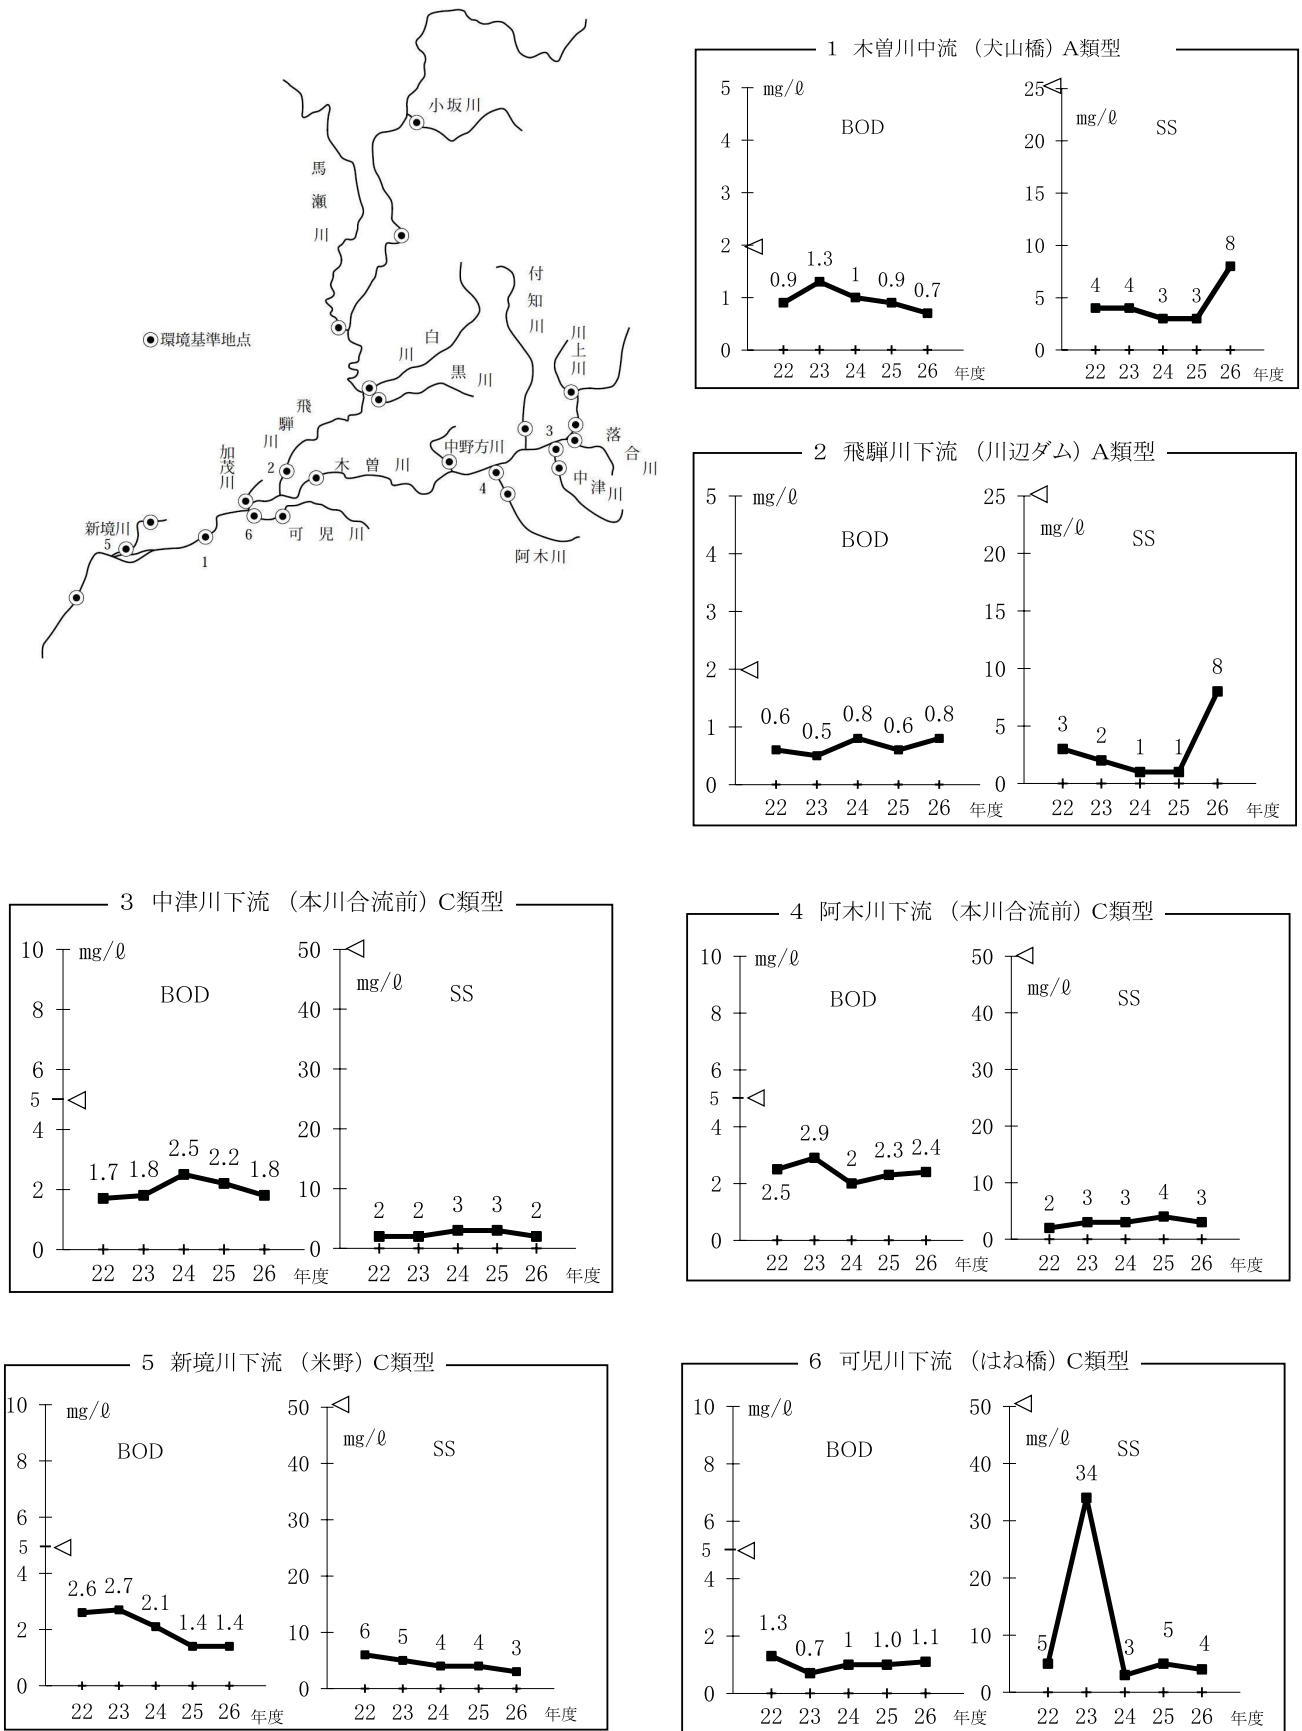 小坂川
馬瀬川
付知川
川上川
白川
黒川
環境基準地点
飛騨川
加茂川
2
木曽川
中野方川
3
落合川
中津川
4
新境川
5
6
可児川
1
阿木川
1 木曽川中流 （犬山橋）A類型
mg/ℓ
BOD
5
4
3
2
1
0
0.9 1.3 1 0.9 0.7
22 23 24 25 26 年度
mg/ℓ
SS
25
20
15
10
5
0
4 4 3 3 8
22 23 24 25 26 年度
2 飛騨川下流 （川辺ダム）A類型
mg/ℓ
BOD
5
4
3
2
1
0
0.6 0.5 0.8 0.6 0.8
22 23 24 25 26 年度
mg/ℓ
SS
25
20
15
10
5
0
3 2 1 1 8
22 23 24 25 26 年度
3 中津川下流 （本川合流前）C類型
mg/ℓ
BOD
10
8
6
5
4
2
0
1.7 1.8 2.5 2.2 1.8
22 23 24 25 26 年度
mg/ℓ
SS
50
40
30
20
10
0
2 2 3 3 2
22 23 24 25 26 年度
4 阿木川下流 （本川合流前）C類型
mg/ℓ
BOD
10
8
6
5
4
2
0
2.5 2.9 2 2.3 2.4
22 23 24 25 26 年度
mg/ℓ
SS
50
40
30
20
10
0
2 3 3 4 3
22 23 24 25 26 年度
5 新境川下流 （米野）C類型
mg/ℓ
BOD
10
8
6
5
4
2
0
2.6 2.7 2.1 1.4 1.4
22 23 24 25 26 年度
mg/ℓ
SS
50
40
30
20
10
0
6 5 4 4 3
22 23 24 25 26 年度
6 可児川下流 （はね橋）C類型
mg/ℓ
BOD
10
8
6
5
4
2
0
1.3 0.7 1 1.0 1.1
22 23 24 25 26 年度
mg/ℓ
SS
50
40
30
20
10
0
5 34 3 5 4
22 23 24 25 26 年度